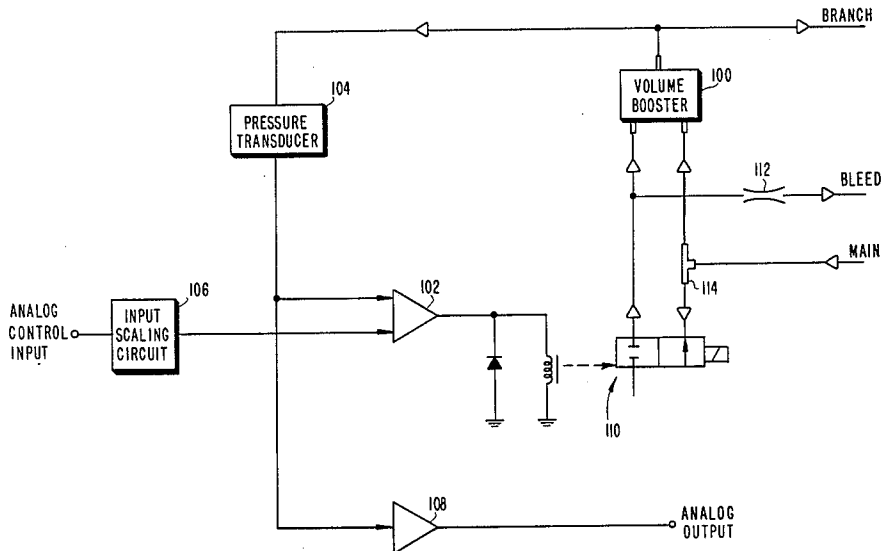 BRANCH
100
VOLUME
BOOSTER
104
PRESSURE
TRANSDUCER
112
BLEED
MAIN
114
106
102
ANALOG
CONTROL
INPUT
INPUT
SCALING
CIRCUIT
110
108
ANALOG
OUTPUT